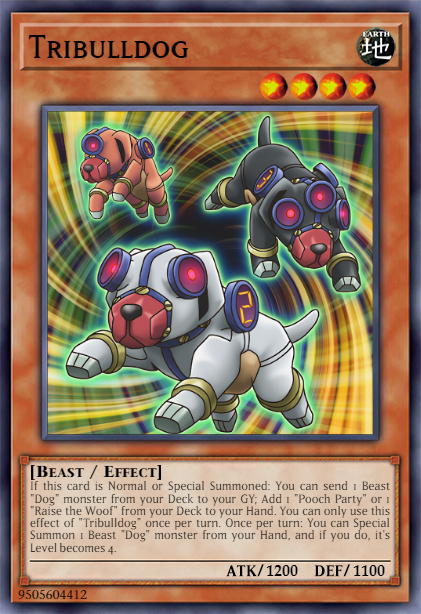 TRIBULLDOG
EARTH
地
2
[BEAST / EFFECT]
If this card is Normal or Special Summoned: You can send 1 Beast
"Dog" monster from your Deck to your GY; Add 1 "Pooch Party" or 1
"Raise the Woof" from your Deck to your Hand. You can only use this
effect of "Tribulldog" once per turn. Once per turn: You can Special
Summon 1 Beast "Dog" monster from your Hand, and if you do, it's
Level becomes 4.
ATK/1200 DEF/1100
9505604412